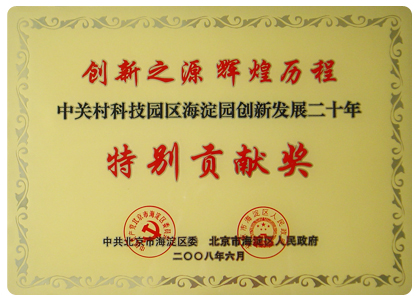 创新之源 辉煌历程
中关村科技园区海淀园创新发展二十年
特别贡献奖
中共北京市海淀区委 北京市海淀区人民政府
二〇〇八年六月